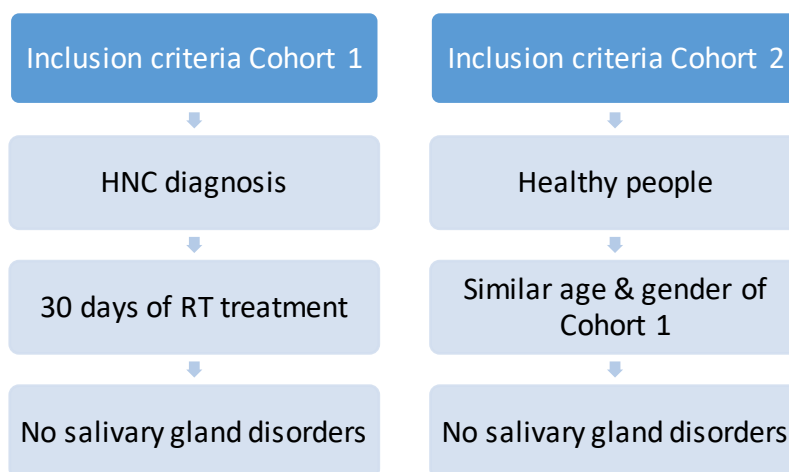 Inclusion criteria Cohort 1
HNC diagnosis
30 days of RT treatment
No salivary gland disorders
Inclusion criteria Cohort 2
Healthy people
Similar age & gender of
Cohort 1
No salivary gland disorders